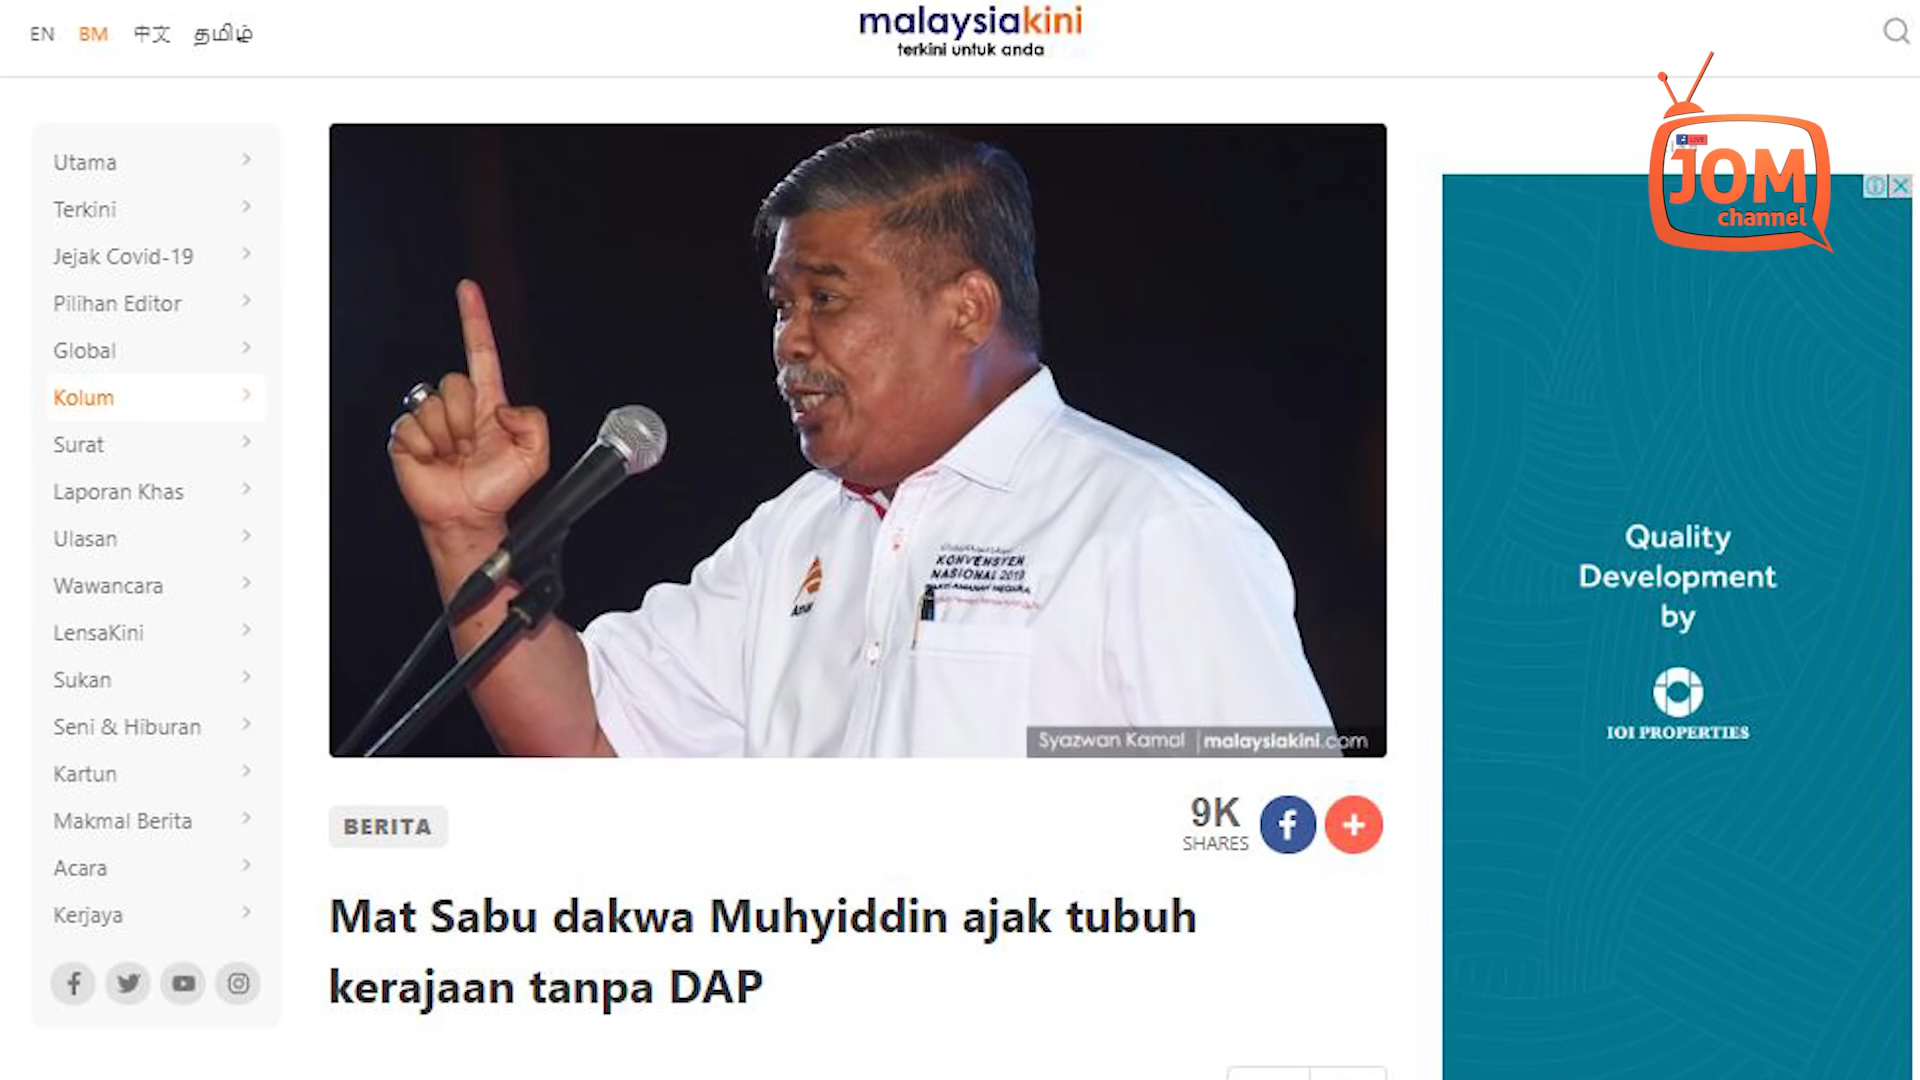 EN BM 中文 தமிழ்
malaysiakini
terkini untuk anda
LIVE
JOM
channel
Utama
Terkini
Jejak Covid-19
Pilihan Editor
Global
Kolum
Surat
Laporan Khas
Ulasan
Wawancara
LensaKini
Sukan
Seni & Hiburan
Kartun
Makmal Berita
Acara
Kerjaya
KONVENSYEN
NASIONAL 2019
Syazwan Kamal | malaysiakini.com
BERITA
9K
SHARES
Mat Sabu dakwa Muhyiddin ajak tubuh
kerajaan tanpa DAP
Quality
Development
by
IOI PROPERTIES